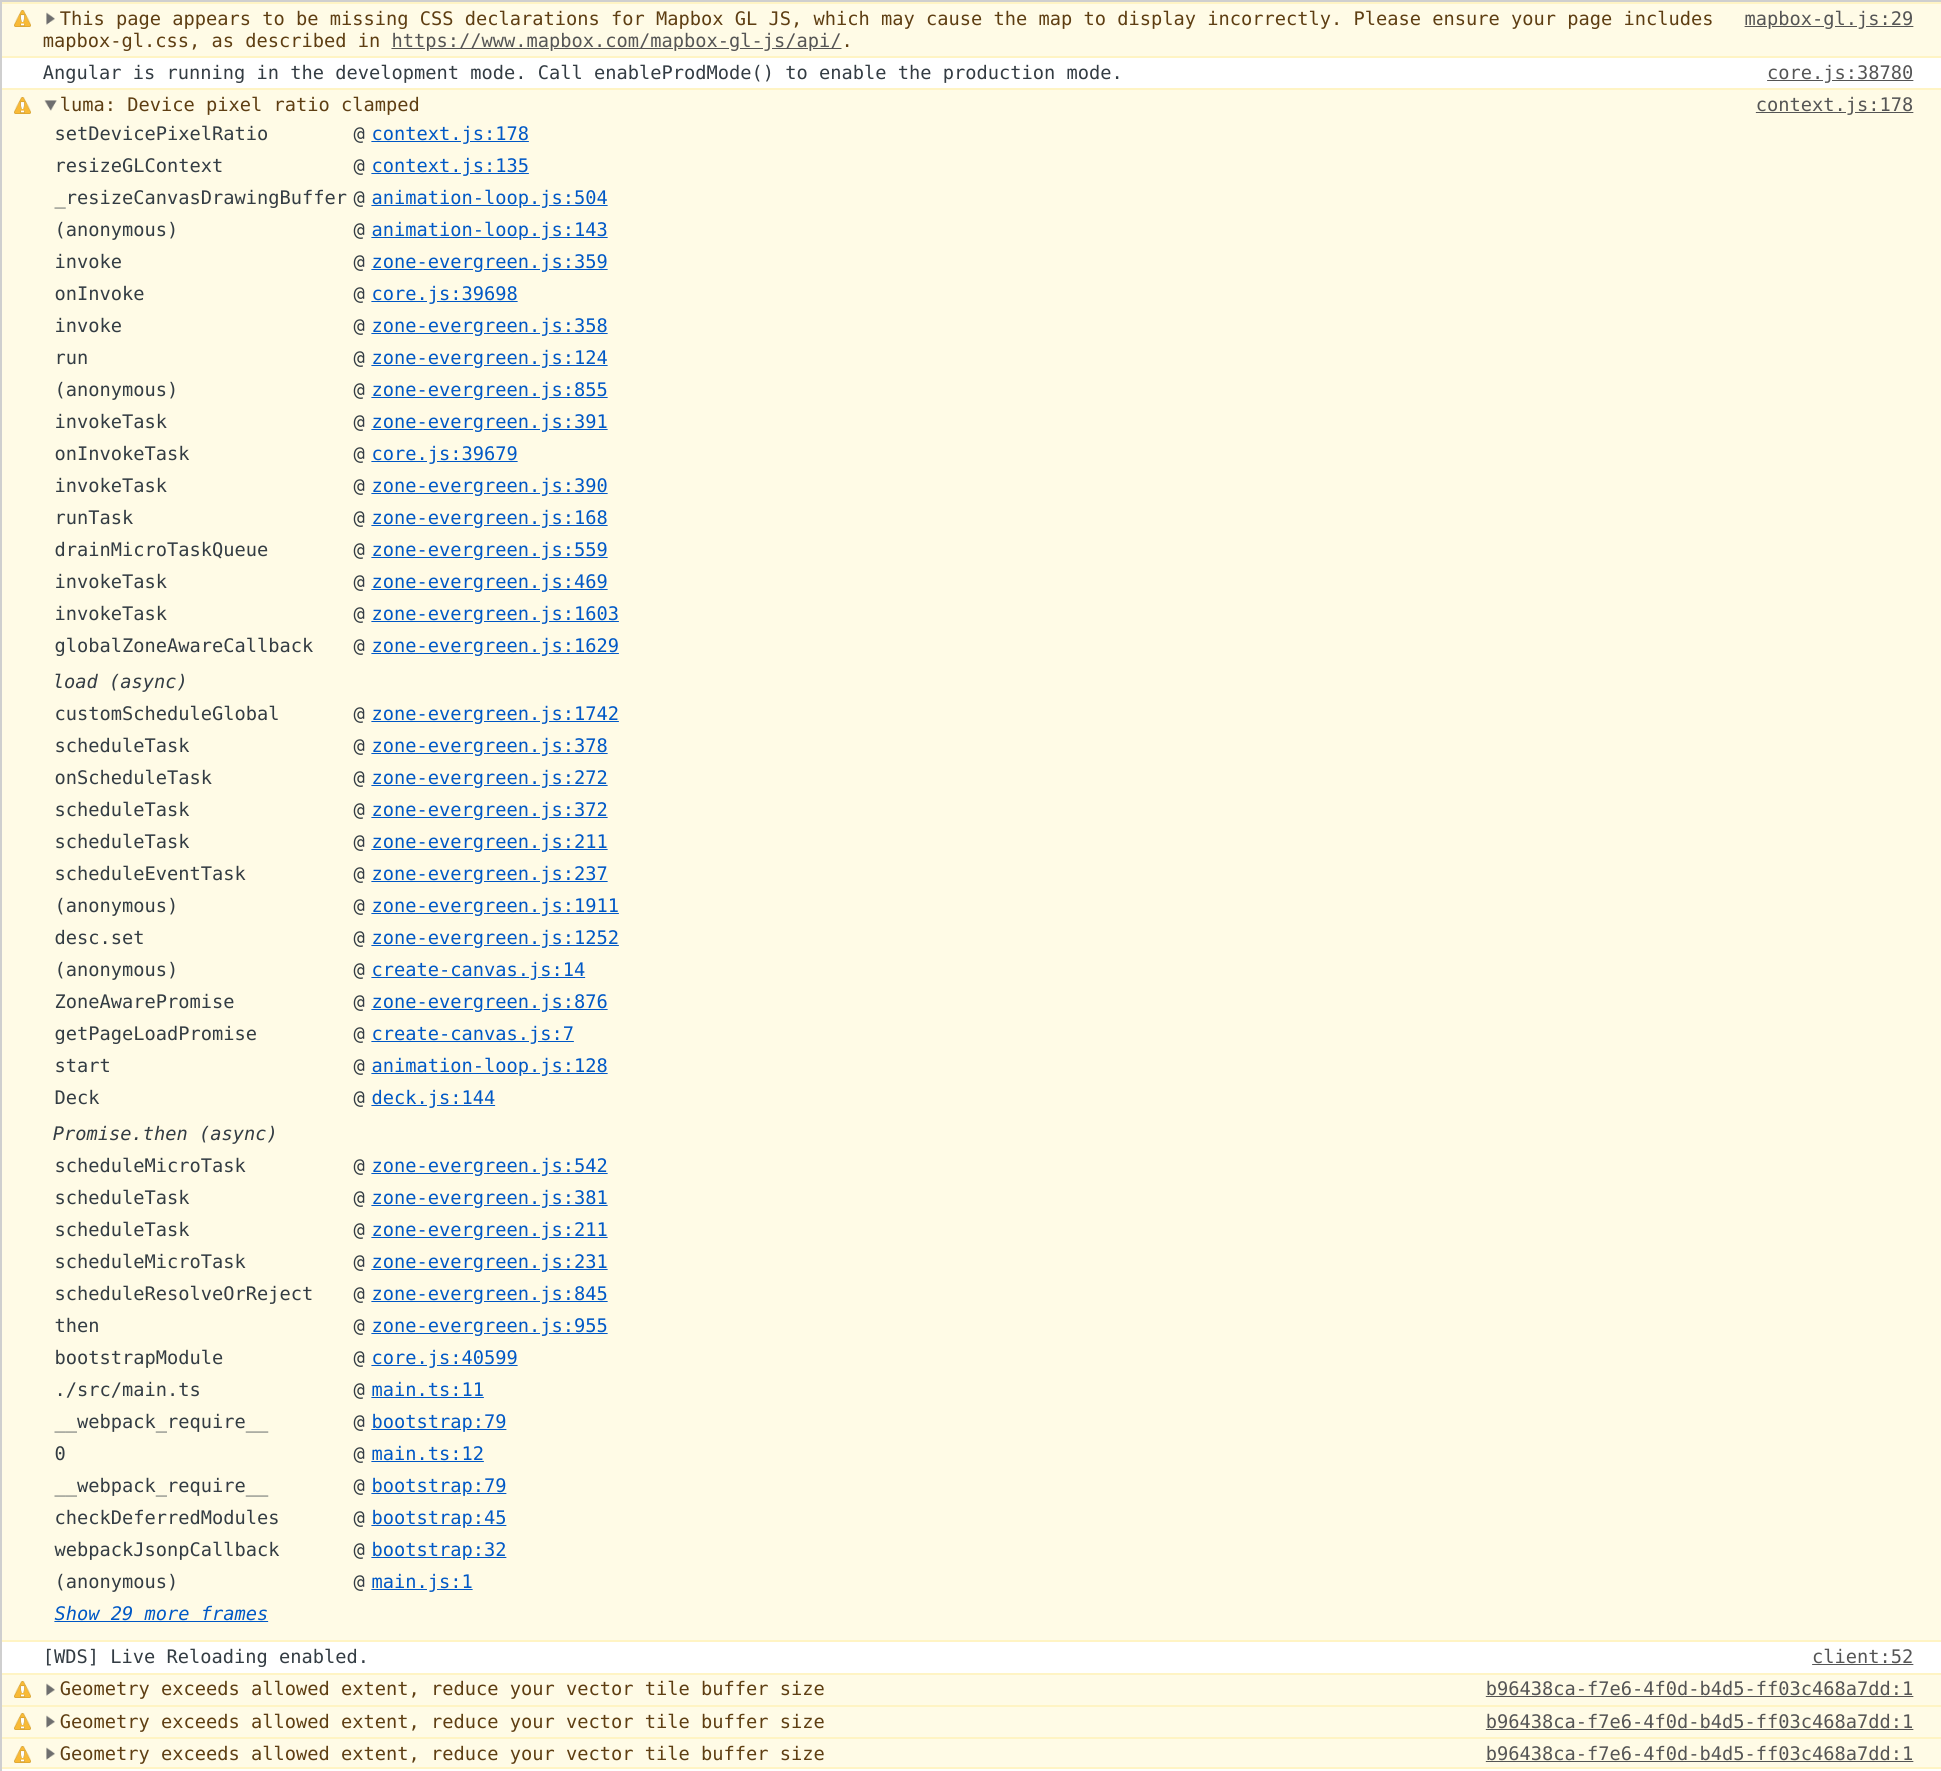 ▶This page appears to be missing CSS declarations for Mapbox GL JS, which may cause the map to display incorrectly. Please ensure your page includes mapbox-gl.js:29
mapbox-gl.css, as described in https://www.mapbox.com/mapbox-gl-js/api/.
Angular is running in the development mode. Call enableProdMode() to enable the production mode. core.js:38780
▼luma: Device pixel ratio clamped context.js:178
setDevicePixelRatio @ context.js:178
resizeGLContext @ context.js:135
_resizeCanvasDrawingBuffer @ animation-loop.js:504
(anonymous) @ animation-loop.js:143
invoke @ zone-evergreen.js:359
onInvoke @ core.js:39698
invoke @ zone-evergreen.js:358
run @ zone-evergreen.js:124
(anonymous) @ zone-evergreen.js:855
invokeTask @ zone-evergreen.js:391
onInvokeTask @ core.js:39679
invokeTask @ zone-evergreen.js:390
runTask @ zone-evergreen.js:168
drainMicroTaskQueue @ zone-evergreen.js:559
invokeTask @ zone-evergreen.js:469
invokeTask @ zone-evergreen.js:1603
globalZoneAwareCallback @ zone-evergreen.js:1629
load (async)
customScheduleGlobal @ zone-evergreen.js:1742
scheduleTask @ zone-evergreen.js:378
onScheduleTask @ zone-evergreen.js:272
scheduleTask @ zone-evergreen.js:372
scheduleTask @ zone-evergreen.js:211
scheduleEventTask @ zone-evergreen.js:237
(anonymous) @ zone-evergreen.js:1911
desc.set @ zone-evergreen.js:1252
(anonymous) @ create-canvas.js:14
ZoneAwarePromise @ zone-evergreen.js:876
getPageLoadPromise @ create-canvas.js:7
start @ animation-loop.js:128
Deck @ deck.js:144
Promise.then (async)
scheduleMicroTask @ zone-evergreen.js:542
scheduleTask @ zone-evergreen.js:381
scheduleTask @ zone-evergreen.js:211
scheduleMicroTask @ zone-evergreen.js:231
scheduleResolveOrReject @ zone-evergreen.js:845
then @ zone-evergreen.js:955
bootstrapModule @ core.js:40599
./src/main.ts @ main.ts:11
__webpack_require__ @ bootstrap:79
0 @ main.ts:12
__webpack_require__ @ bootstrap:79
checkDeferredModules @ bootstrap:45
webpackJsonpCallback @ bootstrap:32
(anonymous) @ main.js:1
Show 29 more frames
[WDS] Live Reloading enabled. client:52
▶Geometry exceeds allowed extent, reduce your vector tile buffer size b96438ca-f7e6-4f0d-b4d5-ff03c468a7dd:1
▶Geometry exceeds allowed extent, reduce your vector tile buffer size b96438ca-f7e6-4f0d-b4d5-ff03c468a7dd:1
▶Geometry exceeds allowed extent, reduce your vector tile buffer size b96438ca-f7e6-4f0d-b4d5-ff03c468a7dd:1